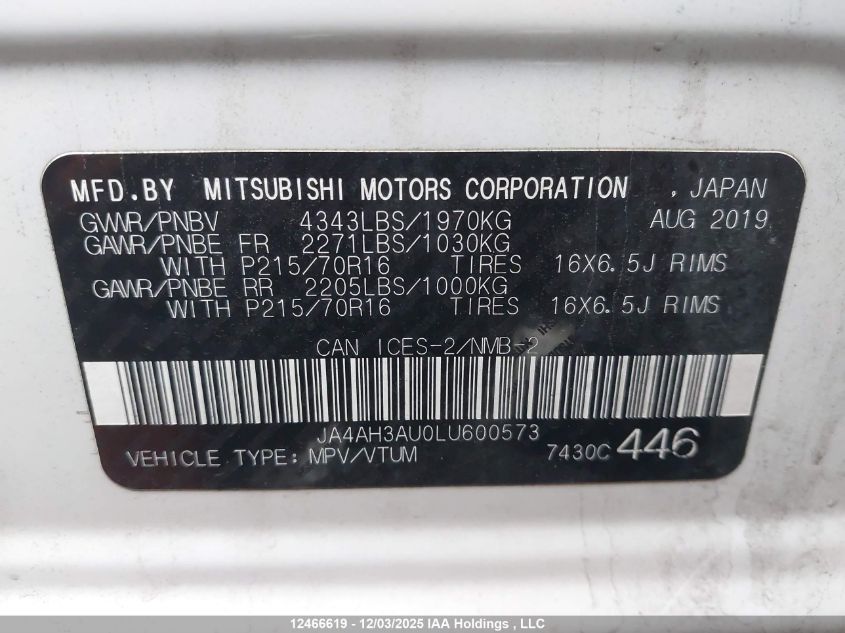 MFD.BY MITSUBISHI MOTORS CORPORATION , JAPAN
GVWR/PNBV 4343LBS/1970KG AUG 2019
GAWR/PNBE FR 2271LBS/1030KG
WITH P215/70R16 TIRES 16X6.5J RIMS
GAWR/PNBE RR 2205LBS/1000KG
WITH P215/70R16 TIRES 16X6.5J RIMS
CAN ICES-2/NMB-2
JA4AH3AU0LU600573
VEHICLE TYPE: MPV/VTUM 7430C 446
12466619 - 12/03/2025 IAA Holdings , LLC